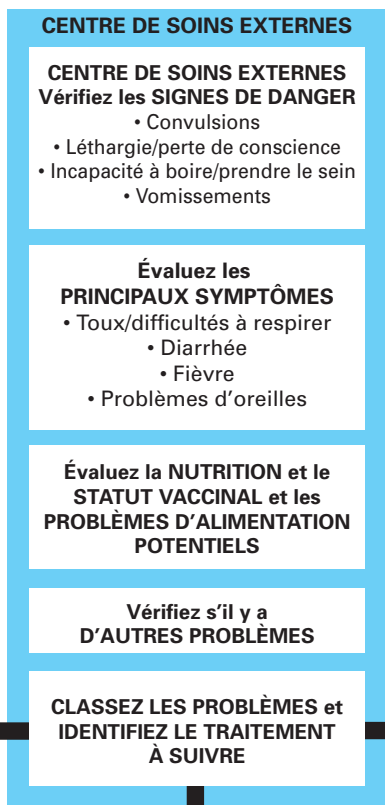 CENTRE DE SOINS EXTERNES
CENTRE DE SOINS EXTERNES
Vérifiez les SIGNES DE DANGER
• Convulsions
• Léthargie/perte de conscience
• Incapacité à boire/prendre le sein
• Vomissements
Évaluez les
PRINCIPAUX SYMPTÔMES
• Toux/difficultés à respirer
• Diarrhée
• Fièvre
• Problèmes d'oreilles
Évaluez la NUTRITION et le
STATUT VACCINAL et les
PROBLÈMES D'ALIMENTATION
POTENTIELS
Vérifiez s'il y a
D'AUTRES PROBLÈMES
CLASSEZ LES PROBLÈMES et
IDENTIFIEZ LE TRAITEMENT
À SUIVRE